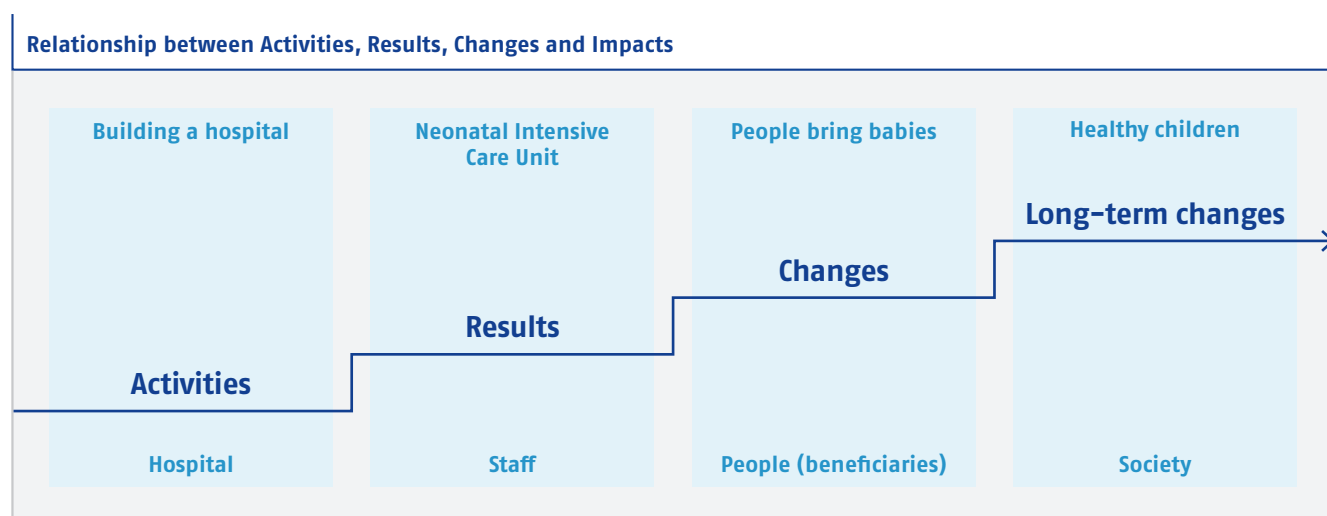 Relationship between Activities, Results, Changes and Impacts
Building a hospital
Neonatal Intensive
Care Unit
People bring babies
Healthy children
Activities
Results
Changes
Long-term changes
Hospital
Staff
People (beneficiaries)
Society